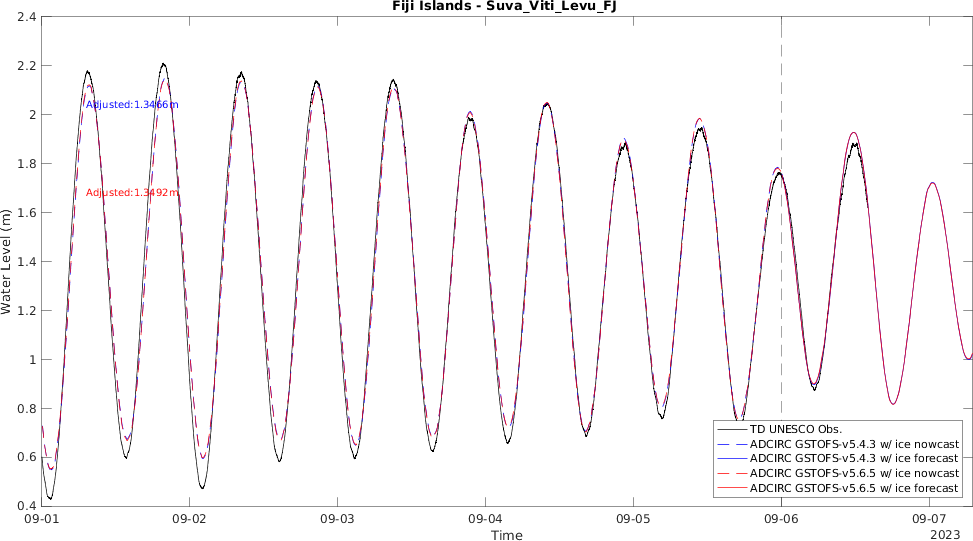 Fiji Islands - Suva_Viti_Levu_FJ
2.4
2.2
2
1.8
1.6
1.4
1.2
1
0.8
0.6
0.4
Water Level (m)
Adjusted:1.3466m
Adjusted:1.3492m
TD UNESCO Obs.
ADCIRC GSTOFS-v5.4.3 w/ ice nowcast
ADCIRC GSTOFS-v5.4.3 w/ ice forecast
ADCIRC GSTOFS-v5.6.5 w/ ice nowcast
ADCIRC GSTOFS-v5.6.5 w/ ice forecast
09-01 09-02 09-03 09-04 09-05 09-06 09-07
Time
2023